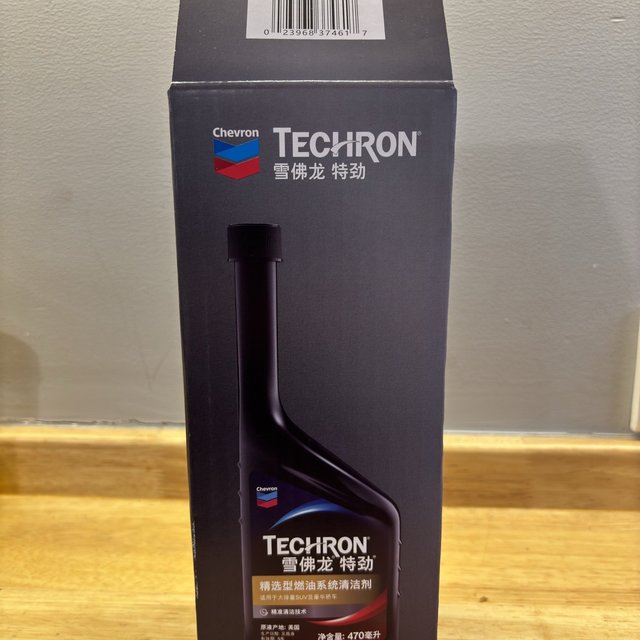 0 23968 37461 7
Chevron
TECHRON®
雪佛龙 特劲
Chevron
TECHRON®
雪佛龙® 特劲®
精选型燃油系统清洁剂
适用于大排量SUV及豪华轿车
精准清洁技术
原液产地: 美国
净含量: 470毫升